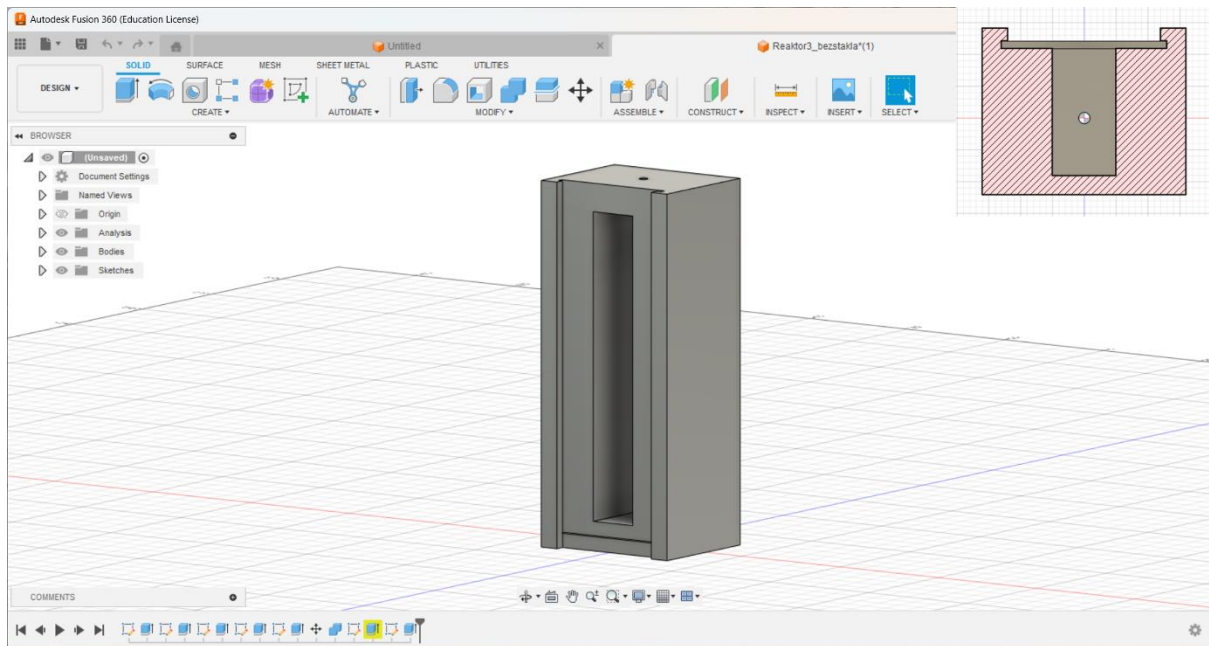 Autodesk Fusion 360 (Education License)
Untitled
Reaktor3_bezstakla*(1)
SOLID SURFACE MESH SHEET METAL PLASTIC UTILITIES
DESIGN
CREATE AUTOMATE MODIFY ASSEMBLE CONSTRUCT INSPECT INSERT SELECT
BROWSER
(Unsaved)
Document Settings
Named Views
Origin
Analysis
Bodies
Sketches
COMMENTS